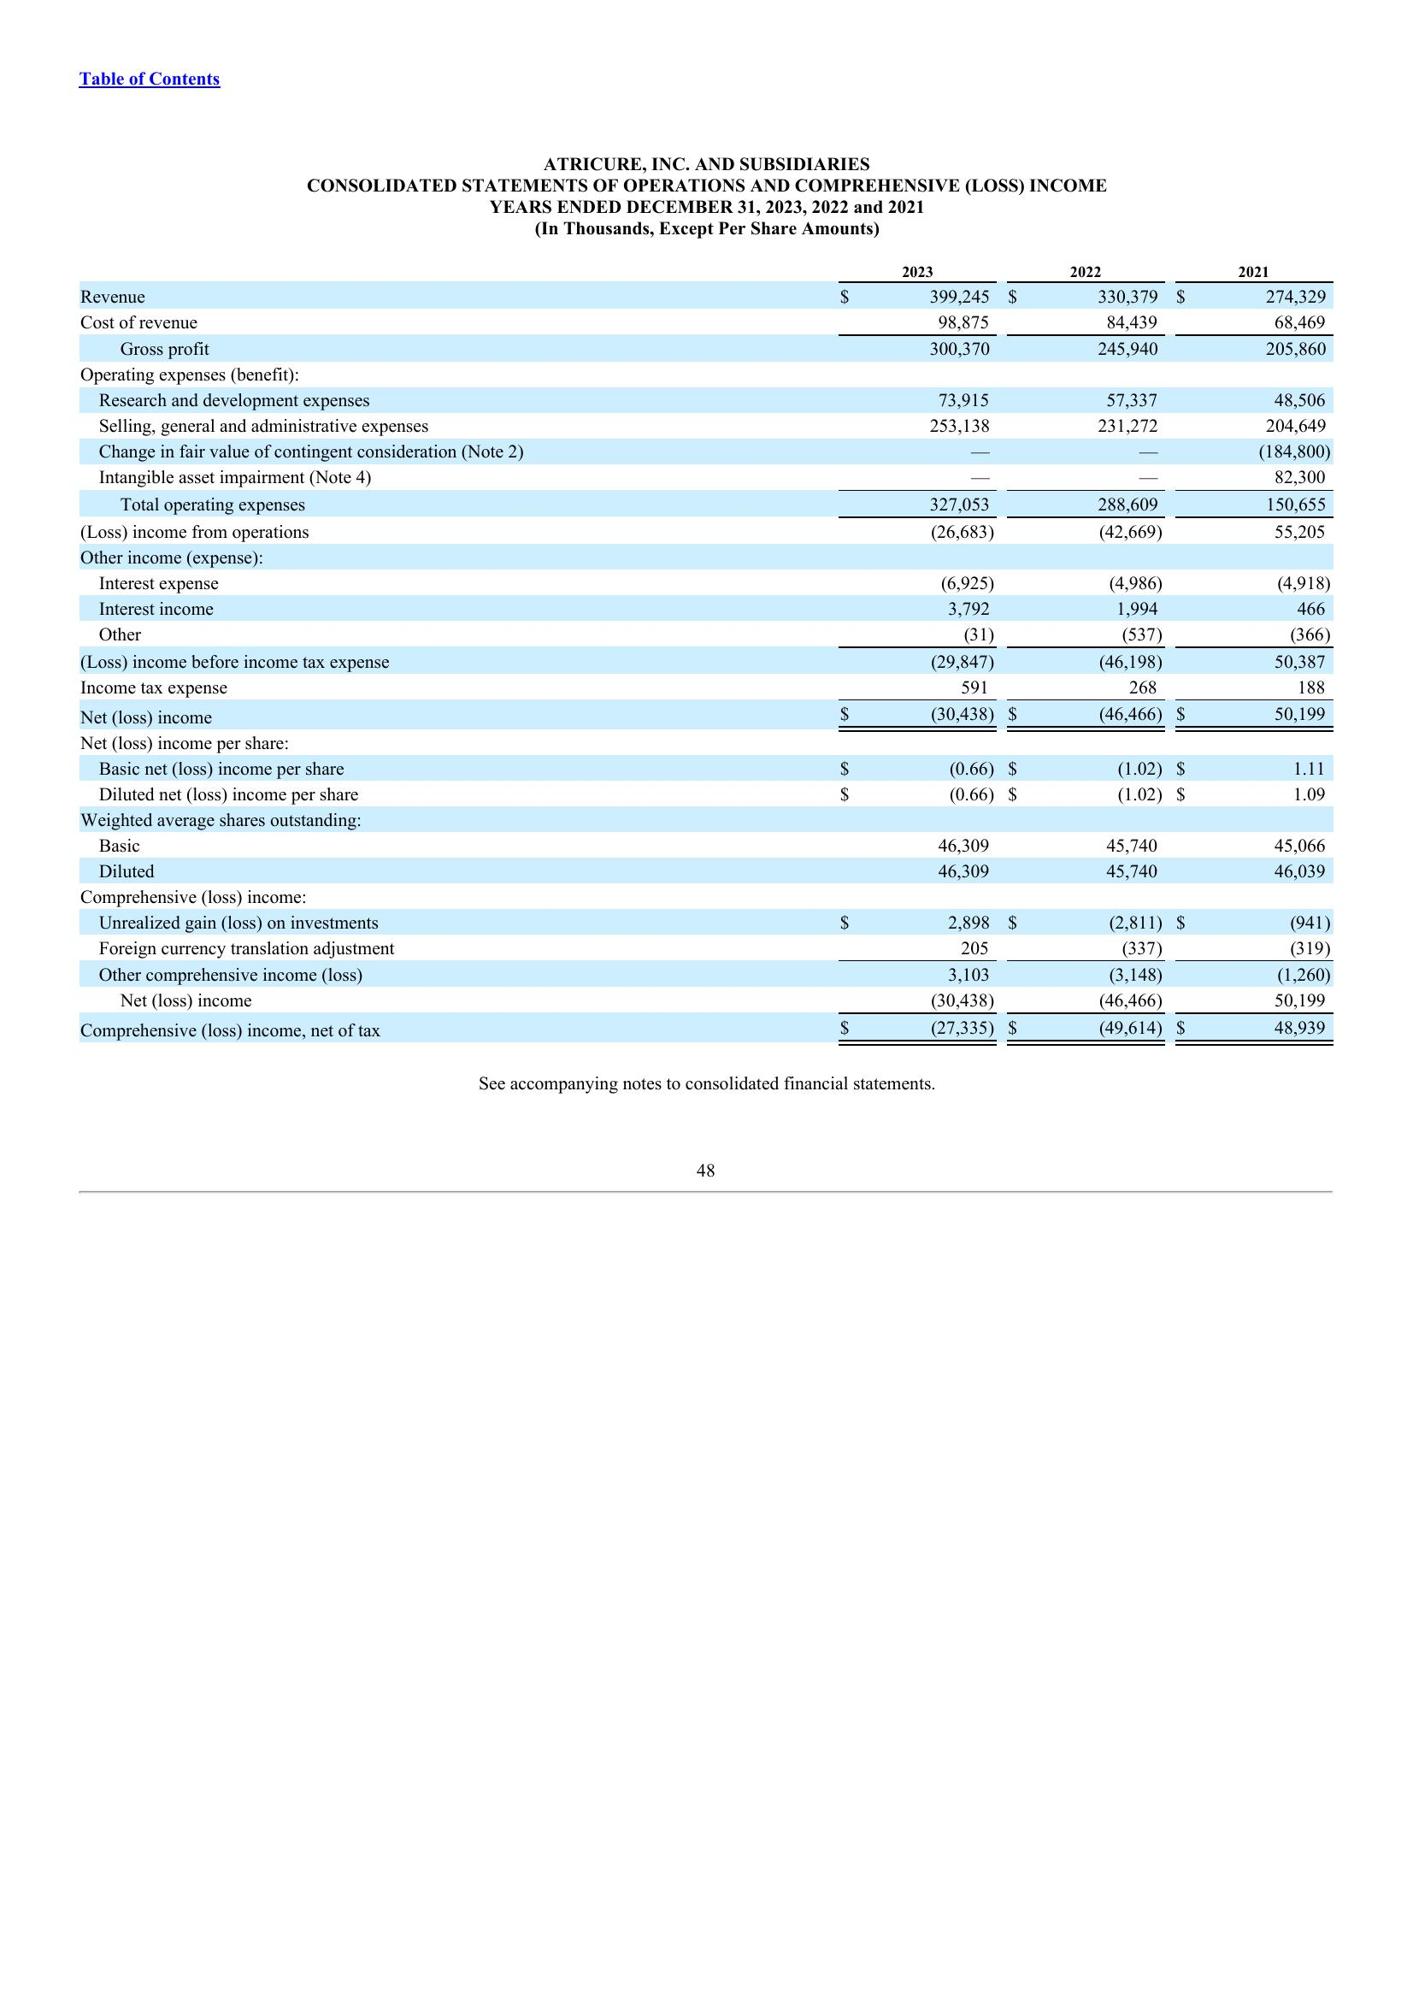 Table of Contents
ATRICURE, INC. AND SUBSIDIARIES
CONSOLIDATED STATEMENTS OF OPERATIONS AND COMPREHENSIVE (LOSS) INCOME
YEARS ENDED DECEMBER 31, 2023, 2022 and 2021
(In Thousands, Except Per Share Amounts)
2023 2022 2021
Revenue $ 399,245 $ 330,379 $ 274,329
Cost of revenue 98,875 84,439 68,469
Gross profit 300,370 245,940 205,860
Operating expenses (benefit):
Research and development expenses 73,915 57,337 48,506
Selling, general and administrative expenses 253,138 231,272 204,649
Change in fair value of contingent consideration (Note 2) — — (184,800)
Intangible asset impairment (Note 4) — — 82,300
Total operating expenses 327,053 288,609 150,655
(Loss) income from operations (26,683) (42,669) 55,205
Other income (expense):
Interest expense (6,925) (4,986) (4,918)
Interest income 3,792 1,994 466
Other (31) (537) (366)
(Loss) income before income tax expense (29,847) (46,198) 50,387
Income tax expense 591 268 188
Net (loss) income $ (30,438) $ (46,466) $ 50,199
Net (loss) income per share:
Basic net (loss) income per share $ (0.66) $ (1.02) $ 1.11
Diluted net (loss) income per share $ (0.66) $ (1.02) $ 1.09
Weighted average shares outstanding:
Basic 46,309 45,740 45,066
Diluted 46,309 45,740 46,039
Comprehensive (loss) income:
Unrealized gain (loss) on investments $ 2,898 $ (2,811) $ (941)
Foreign currency translation adjustment 205 (337) (319)
Other comprehensive income (loss) 3,103 (3,148) (1,260)
Net (loss) income (30,438) (46,466) 50,199
Comprehensive (loss) income, net of tax $ (27,335) $ (49,614) $ 48,939
See accompanying notes to consolidated financial statements.
48